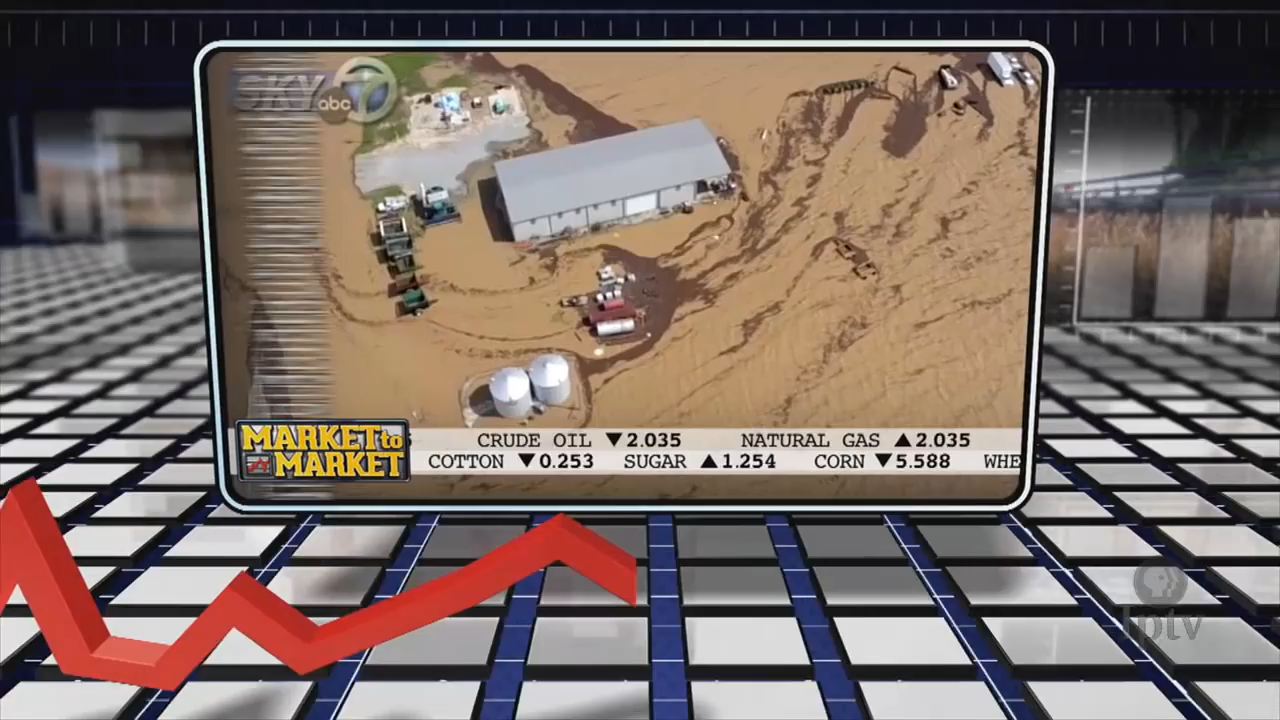 SKY abc 7
MARKET to
MARKET
CRUDE OIL ▼2.035 NATURAL GAS ▲2.035
COTTON ▼0.253 SUGAR ▲1.254 CORN ▼5.588 WHE
iptv